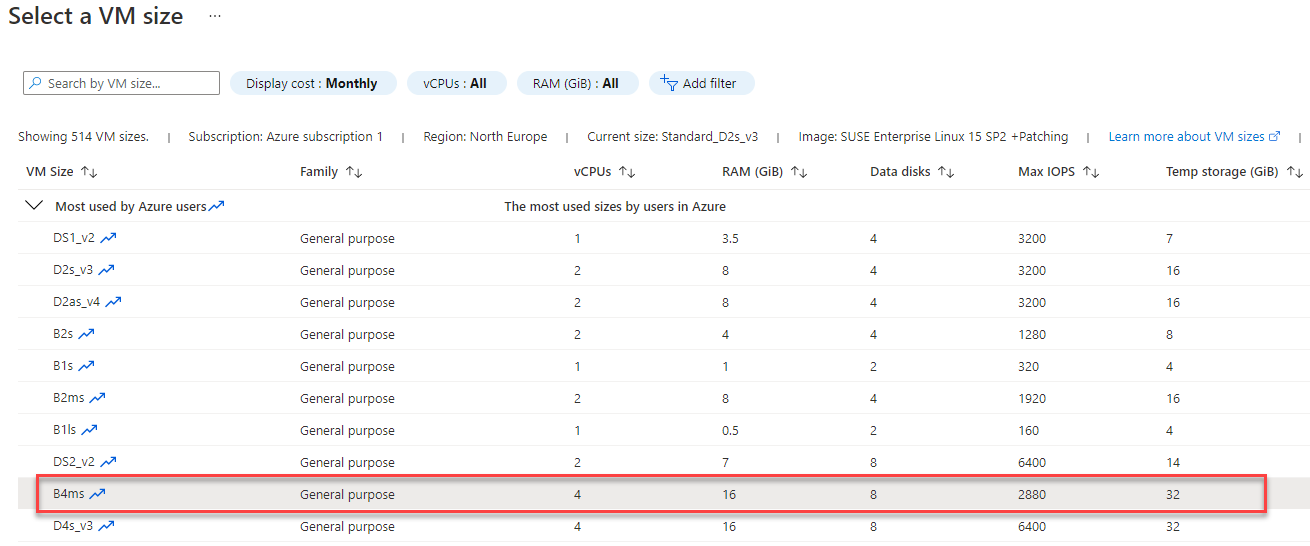 Select a VM size ...
Search by VM size... Display cost : Monthly vCPUs : All RAM (GiB) : All Add filter
Showing 514 VM sizes. | Subscription: Azure subscription 1 | Region: North Europe | Current size: Standard_D2s_v3 | Image: SUSE Enterprise Linux 15 SP2 +Patching | Learn more about VM sizes |
VM Size Family vCPUs RAM (GiB) Data disks Max IOPS Temp storage (GiB)
Most used by Azure users The most used sizes by users in Azure
DS1_v2 General purpose 1 3.5 4 3200 7
D2s_v3 General purpose 2 8 4 3200 16
D2as_v4 General purpose 2 8 4 3200 16
B2s General purpose 2 4 4 1280 8
B1s General purpose 1 1 2 320 4
B2ms General purpose 2 8 4 1920 16
B1ls General purpose 1 0.5 2 160 4
DS2_v2 General purpose 2 7 8 6400 14
B4ms General purpose 4 16 8 2880 32
D4s_v3 General purpose 4 16 8 6400 32